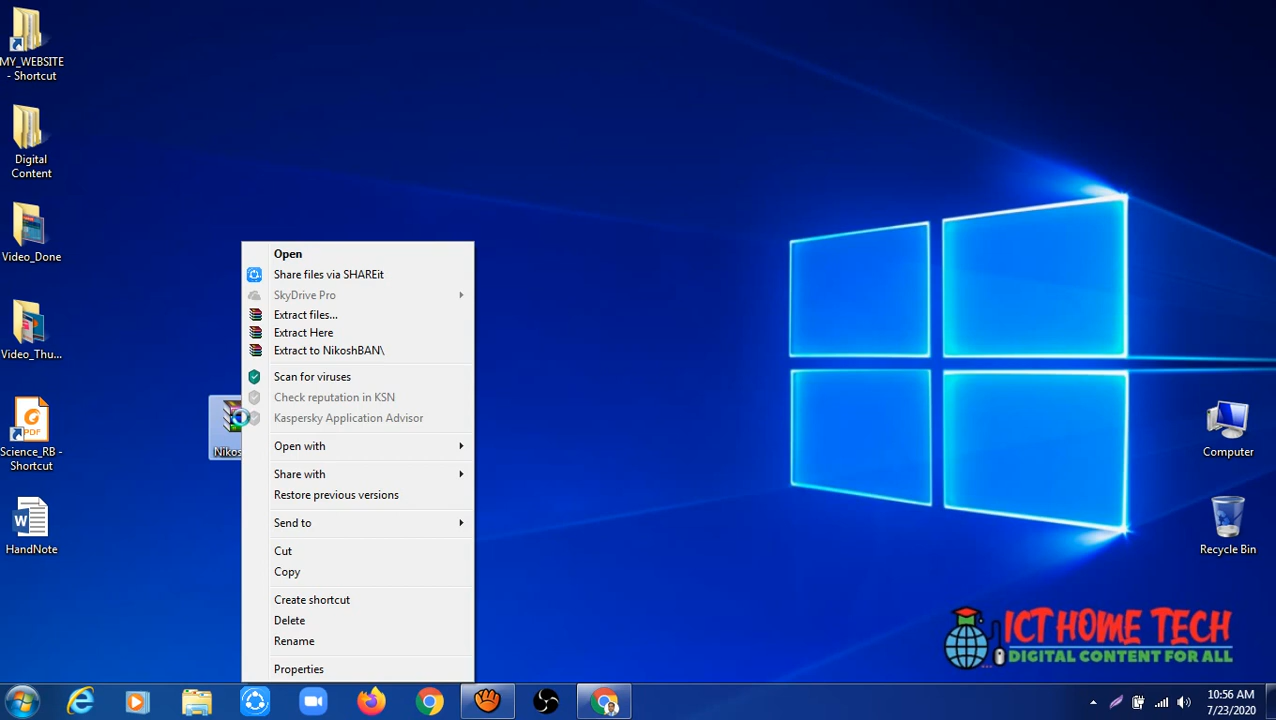 MY_WEBSITE
- Shortcut
Digital
Content
Video_Done
Video_Thu...
PDF
Science_RB -
Shortcut
HandNote
Open
Share files via SHAREit
SkyDrive Pro
Extract files...
Extract Here
Extract to NikoshBAN\
Scan for viruses
Check reputation in KSN
Kaspersky Application Advisor
Open with
Share with
Restore previous versions
Send to
Cut
Copy
Create shortcut
Delete
Rename
Properties
Computer
Recycle Bin
ICT HOME TECH
DIGITAL CONTENT FOR ALL
10:56 AM
7/23/2020